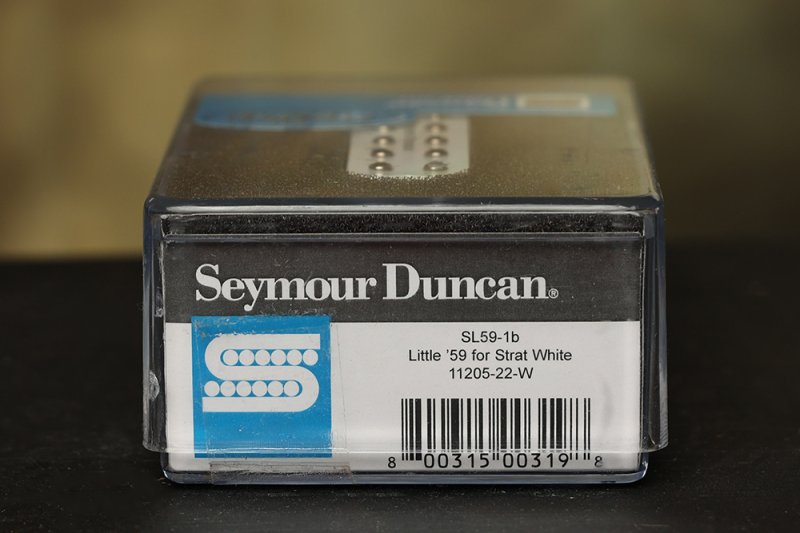 Seymour Duncan®
SL59-1b
Little '59 for Strat White
11205-22-W
8 00315 00319 8